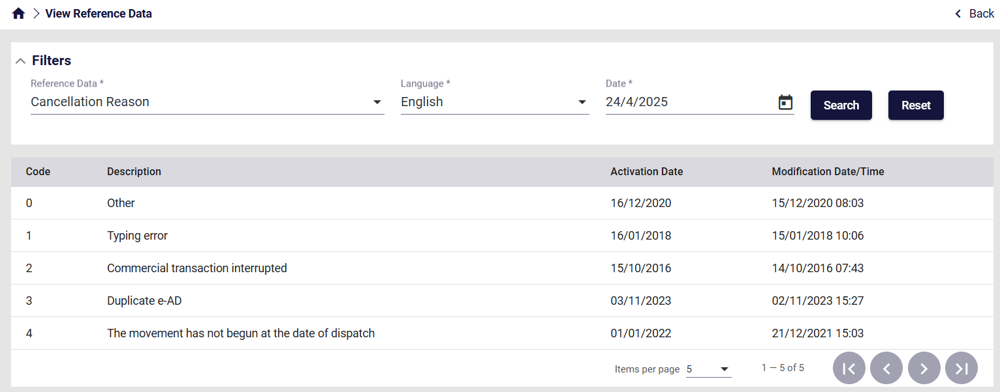 View Reference Data
Back
Filters
Reference Data * Language * Date *
Cancellation Reason English 24/4/2025 Search Reset
Code Description Activation Date Modification Date/Time
0 Other 16/12/2020 15/12/2020 08:03
1 Typing error 16/01/2018 15/01/2018 10:06
2 Commercial transaction interrupted 15/10/2016 14/10/2016 07:43
3 Duplicate e-AD 03/11/2023 02/11/2023 15:27
4 The movement has not begun at the date of dispatch 01/01/2022 21/12/2021 15:03
Items per page 5 1 – 5 of 5